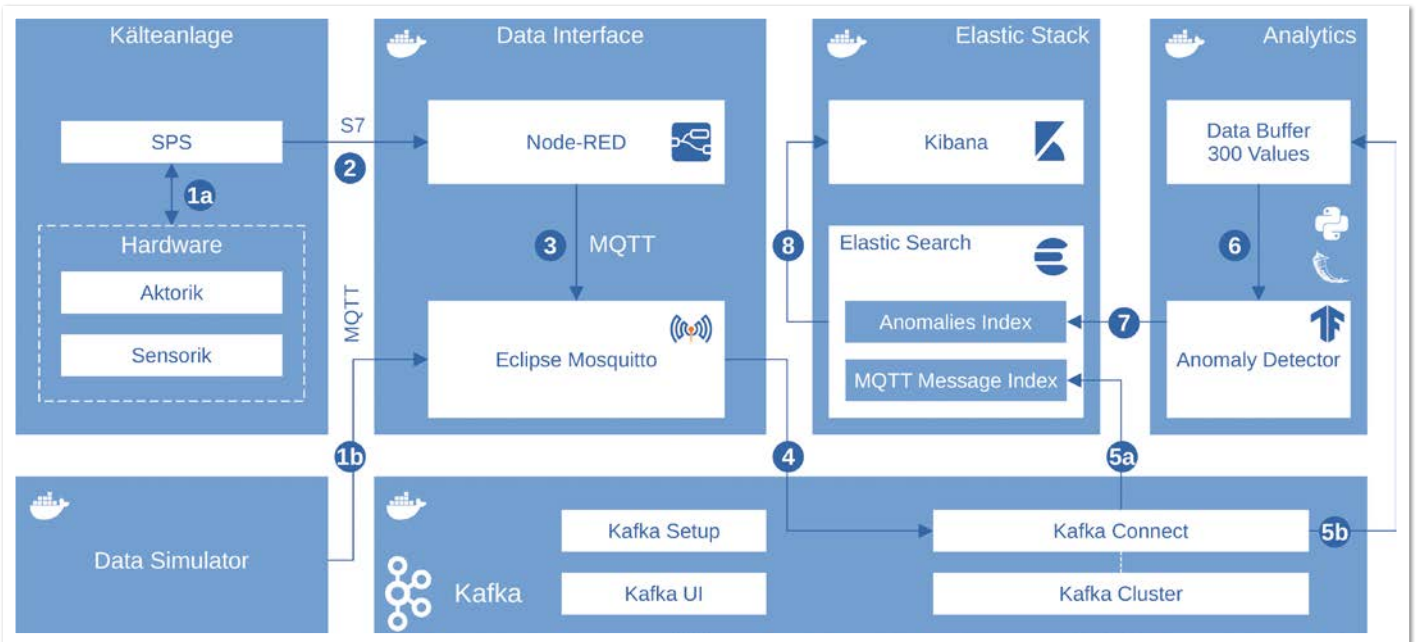 Kälteanlage
SPS
1a
Hardware
Aktorik
Sensorik
S7
2
MQTT
1b
Data Simulator
Data Interface
Node-RED
3
MQTT
Eclipse Mosquitto
4
Elastic Stack
Kibana
8
Elastic Search
Anomalies Index
MQTT Message Index
7
5a
Analytics
Data Buffer
300 Values
6
Anomaly Detector
5b
Kafka
Kafka Setup
Kafka UI
Kafka Connect
Kafka Cluster